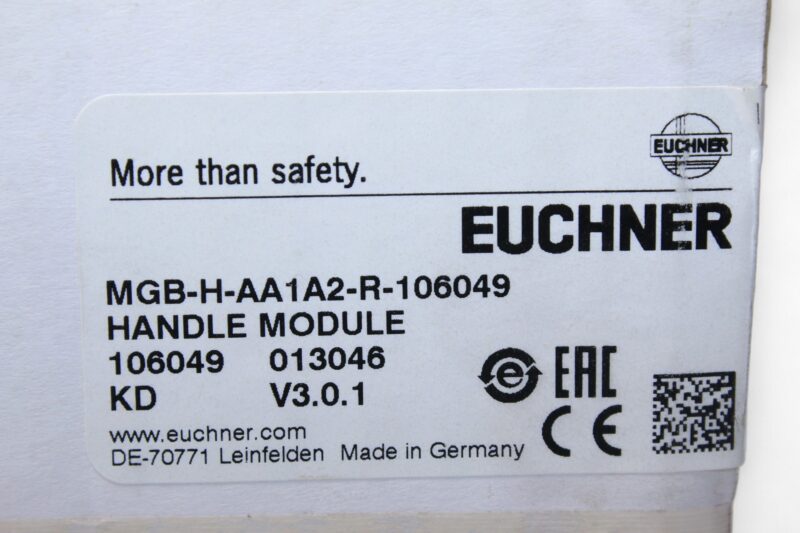 EUCHNER
More than safety.
EUCHNER
MGB-H-AA1A2-R-106049
HANDLE MODULE
106049 013046
KD V3.0.1
e EAC
CE
www.euchner.com
DE-70771 Leinfelden Made in Germany